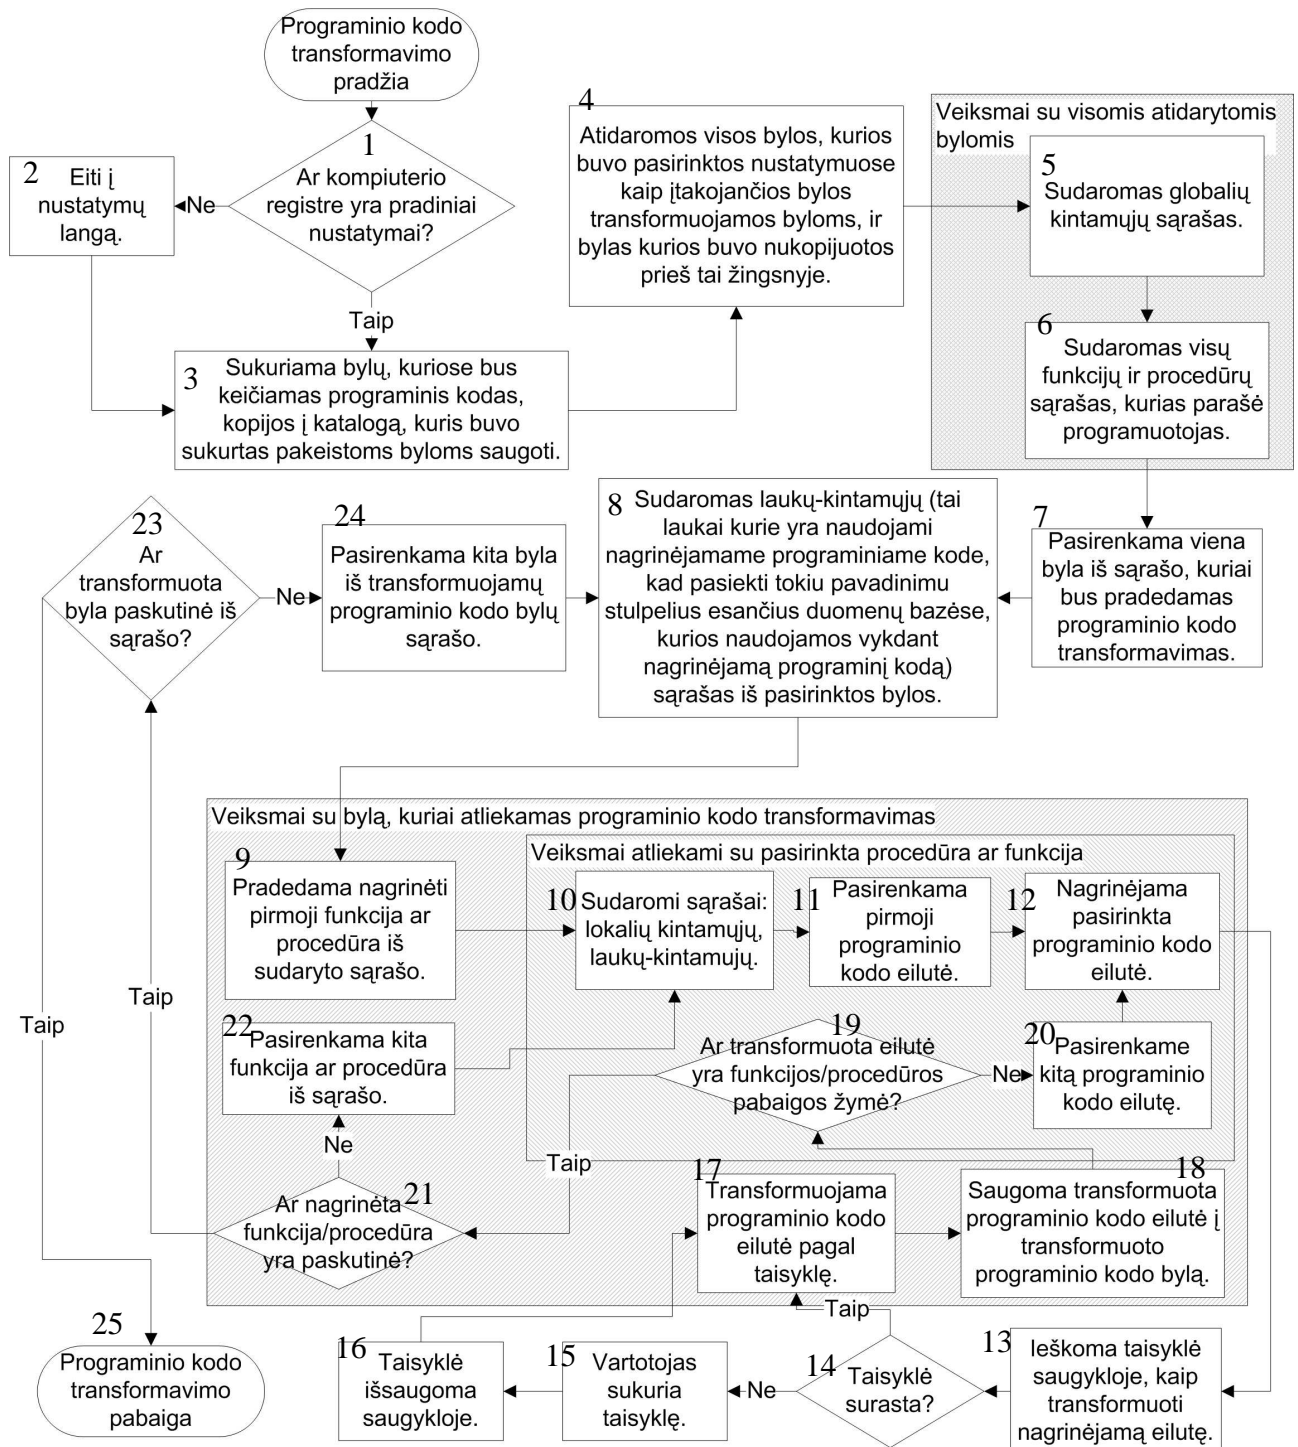 Programinio kodo
transformavimo
pradžia
1
Ar kompiuterio
registre yra pradiniai
nustatymai?
Ne
2
Eiti į
nustatymų
langą.
Taip
3
Sukuriama bylų, kuriose bus
keičiamas programinis kodas,
kopijos į katalogą, kuris buvo
sukurtas pakeistoms byloms saugoti.
4
Atidaromos visos bylos, kurios
buvo pasirinktos nustatymuose
kaip įtakojančios bylos
transformuojamos byloms, ir
bylas kurios buvo nukopijuotos
prieš tai žingsnyje.
Veiksmai su visomis atidarytomis
bylomis
5
Sudaromas globalių
kintamųjų sąrašas.
6
Sudaromas visų
funkcijų ir procedūrų
sąrašas, kurias parašė
programuotojas.
7
Pasirenkama viena
byla iš sąrašo, kuriai
bus pradedamas
programinio kodo
transformavimas.
8
Sudaromas laukų-kintamųjų (tai
laukai kurie yra naudojami
nagrinėjamame programiniame kode,
kad pasiekti tokiu pavadinimu
stulpelius esančius duomenų bazėse,
kurios naudojamos vykdant
nagrinėjamą programinį kodą)
sąrašas iš pasirinktos bylos.
24
Pasirenkama kita byla
iš transformuojamų
programinio kodo bylų
sąrašo.
Ne
23
Ar
transformuota
byla paskutinė iš
sąrašo?
Veiksmai su bylą, kuriai atliekamas programinio kodo transformavimas
9
Pradedama nagrinėti
pirmoji funkcija ar
procedūra iš
sudaryto sąrašo.
Veiksmai atliekami su pasirinkta procedūra ar funkcija
10
Sudaromi sąrašai:
lokalių kintamųjų,
laukų-kintamujų.
11
Pasirenkama
pirmoji
programinio
kodo eilutė.
12
Nagrinėjama
pasirinkta
programinio kodo
eilutė.
Taip
Taip
22
Pasirenkama kita
funkcija ar procedūra
iš sąrašo.
19
Ar transformuota eilutė
yra funkcijos/procedūros
pabaigos žymė?
Ne
20
Pasirenkame
kitą programinio
kodo eilutę.
Ne
Taip
21
Ar nagrinėta
funkcija/procedūra
yra paskutinė?
17
Transformuojama
programinio kodo
eilutė pagal
taisyklę.
18
Saugoma transformuota
programinio kodo eilutė į
transformuoto
programinio kodo bylą.
Taip
25
Programinio kodo
transformavimo
pabaiga
16
Taisyklė
išsaugoma
saugykloje.
15
Vartotojas
sukuria
taisyklę.
Ne
14
Taisyklė
surasta?
13
Ieškoma taisyklė
saugykloje, kaip
transformuoti
nagrinėjamą eilutę.